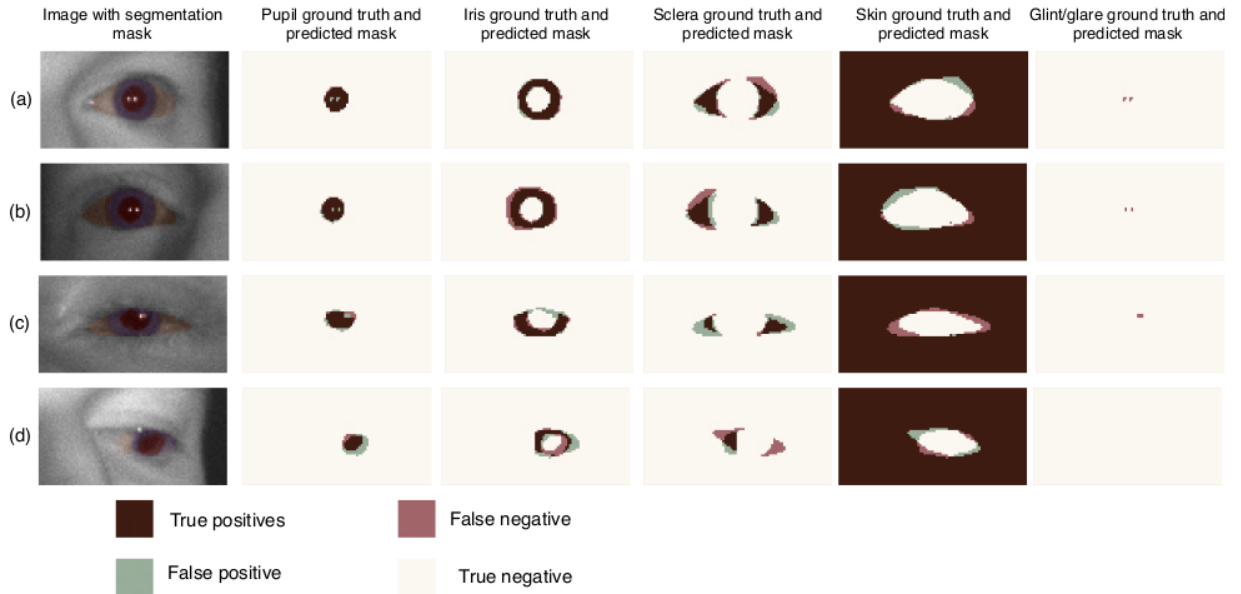 Image with segmentation
mask
Pupil ground truth and
predicted mask
Iris ground truth and
predicted mask
Sclera ground truth and
predicted mask
Skin ground truth and
predicted mask
Glint/glare ground truth and
predicted mask
(a)
(b)
(c)
(d)
True positives
False negative
False positive
True negative